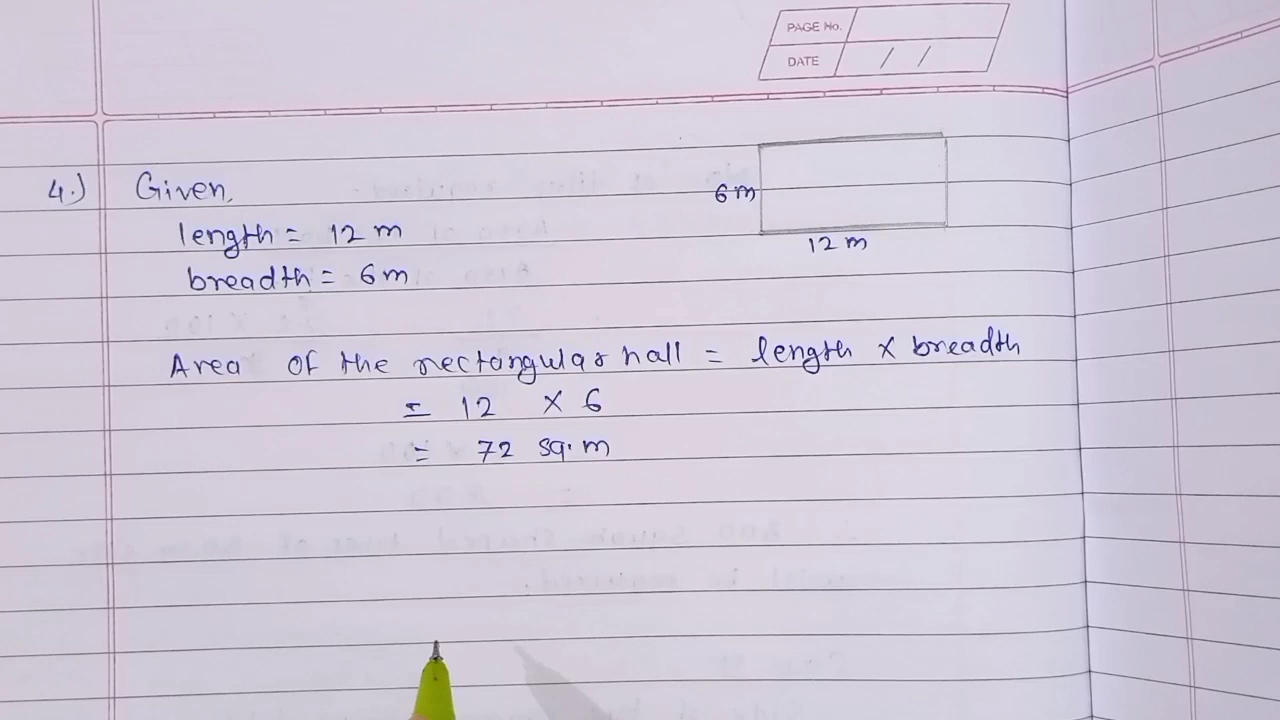 PAGE No.
DATE / /
4.) Given,
6m
length = 12 m
12 m
breadth = 6m
Area of the rectangular hall = length × breadth
= 12 × 6
= 72 sq.m